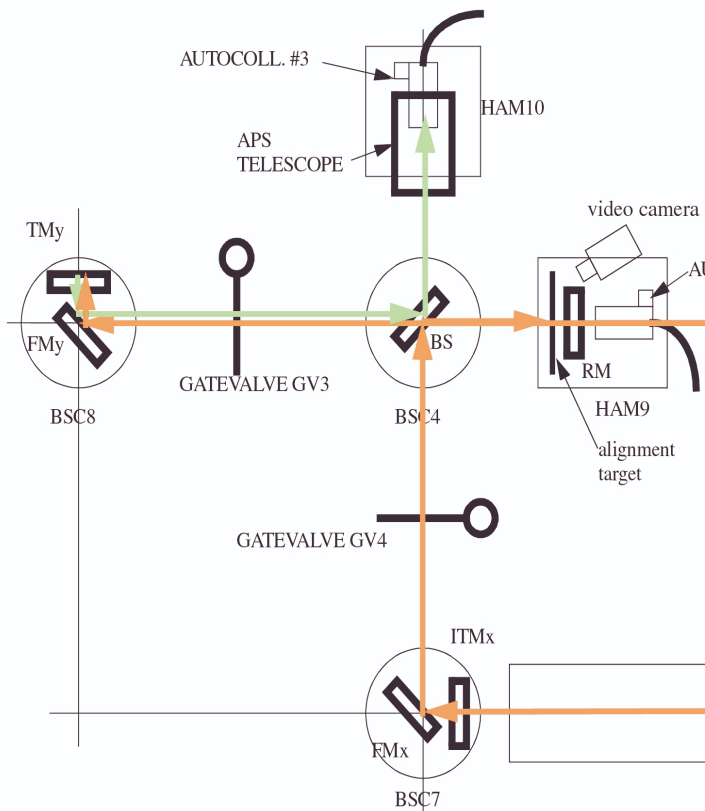 AUTOCOLL. #3
HAM10
APS
TELESCOPE
video camera
TMy
AU
FMy
BS
RM
GATEVALVE GV3
HAM9
BSC8
BSC4
alignment
target
GATEVALVE GV4
ITMx
FMx
BSC7